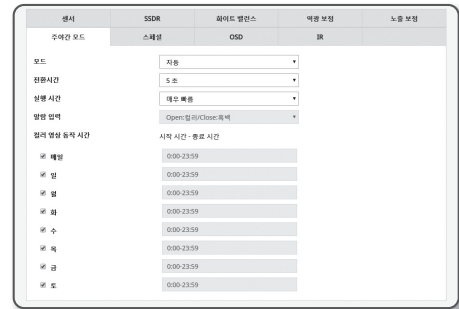 센서 SSDR 화이트 밸런스 역광 보정 노출 보정
주야간 모드 스페셜 OSD IR
모드 자동
전환시간 5 초
실행 시간 매우 빠름
알람 입력 Open:컬러/Close:흑백
컬러 영상 동작 시간 시작 시간 - 종료 시간
매일 0:00-23:59
일 0:00-23:59
월 0:00-23:59
화 0:00-23:59
수 0:00-23:59
목 0:00-23:59
금 0:00-23:59
토 0:00-23:59